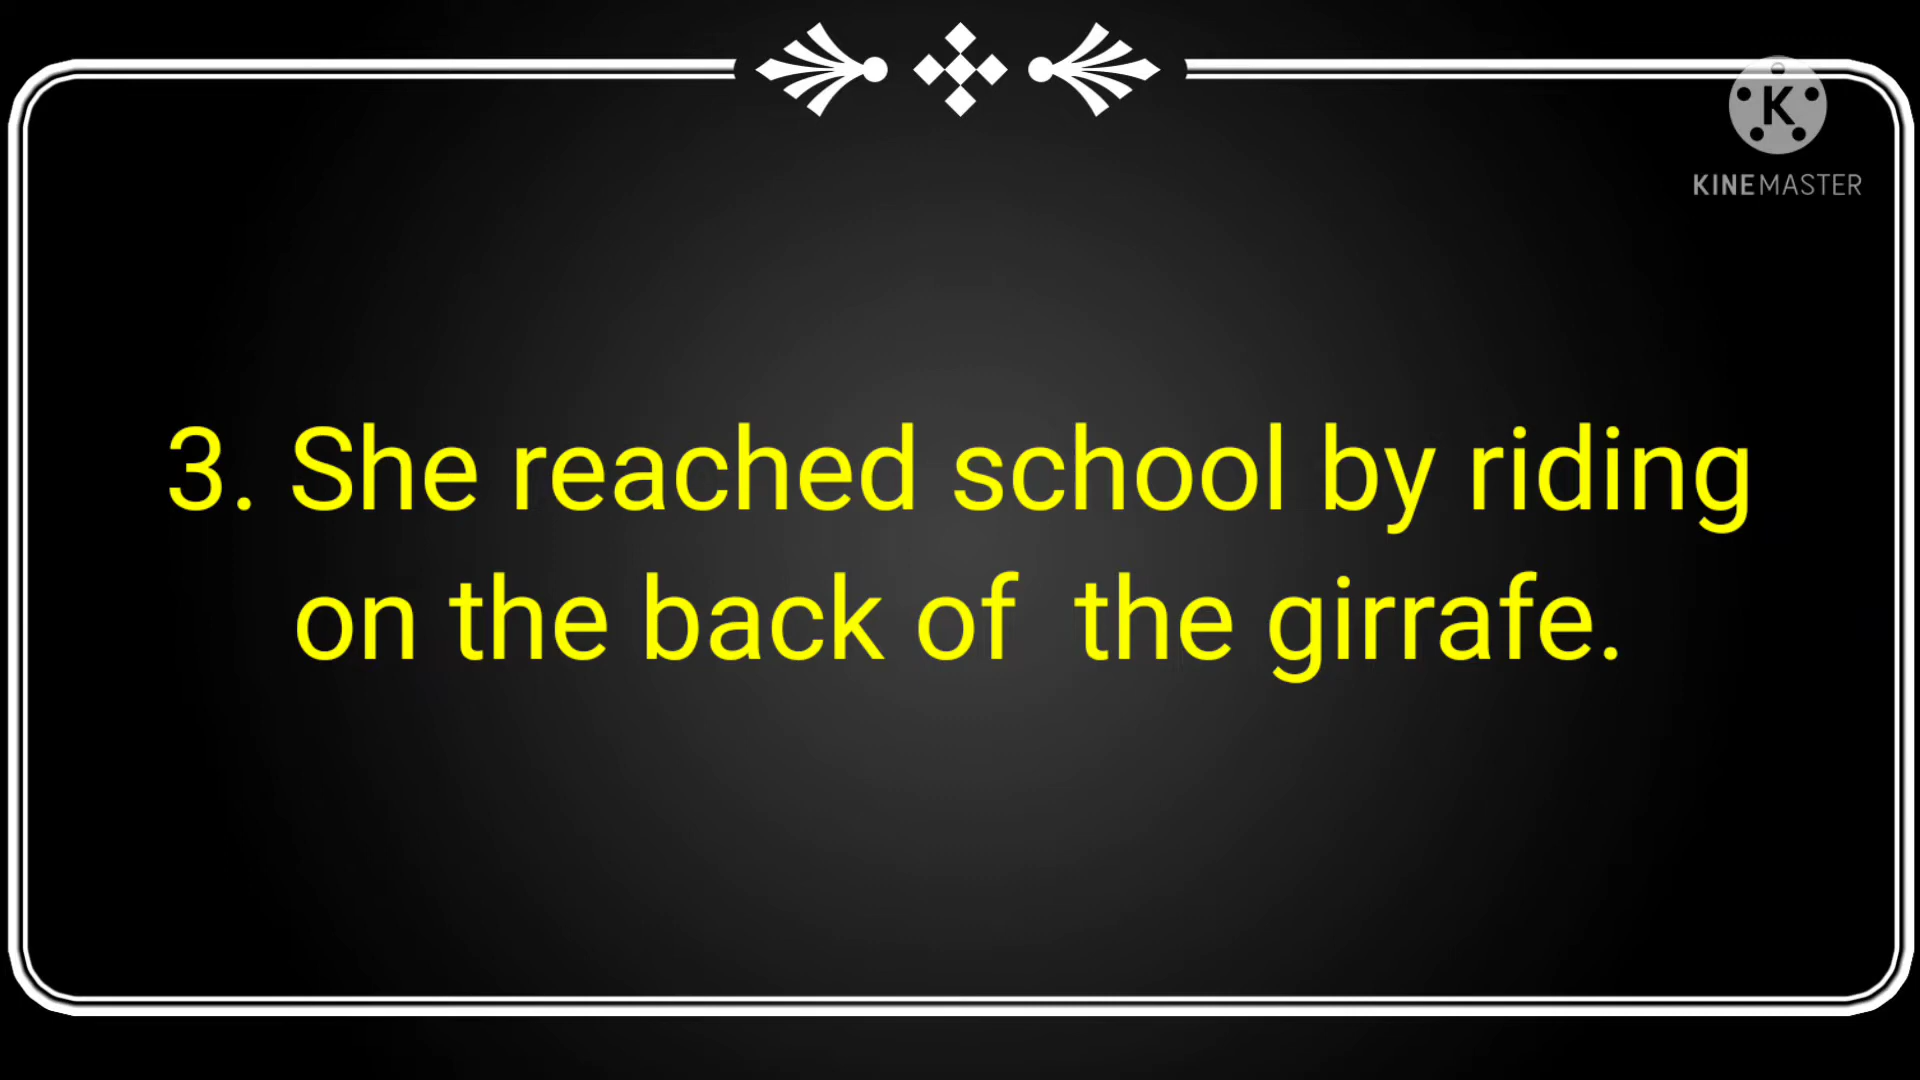 K
KINEMASTER
3. She reached school by riding
on the back of  the girrafe.